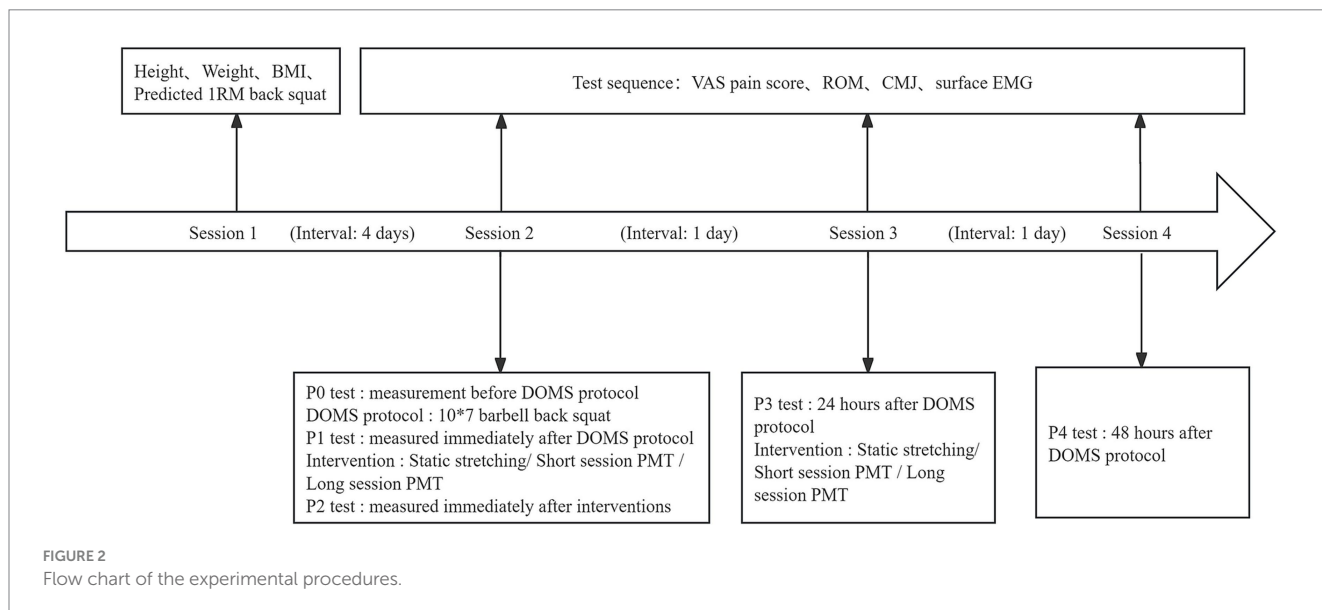 Height、Weight、BMI、
Predicted 1RM back squat
Test sequence：VAS pain score、ROM、CMJ、surface EMG
Session 1 (Interval: 4 days) Session 2 (Interval: 1 day) Session 3 (Interval: 1 day) Session 4
P0 test : measurement before DOMS protocol
DOMS protocol : 10*7 barbell back squat
P1 test : measured immediately after DOMS protocol
Intervention : Static stretching/ Short session PMT /
Long session PMT
P2 test : measured immediately after interventions
P3 test : 24 hours after DOMS
protocol
Intervention : Static stretching/
Short session PMT / Long
session PMT
P4 test : 48 hours after
DOMS protocol
FIGURE 2
Flow chart of the experimental procedures.